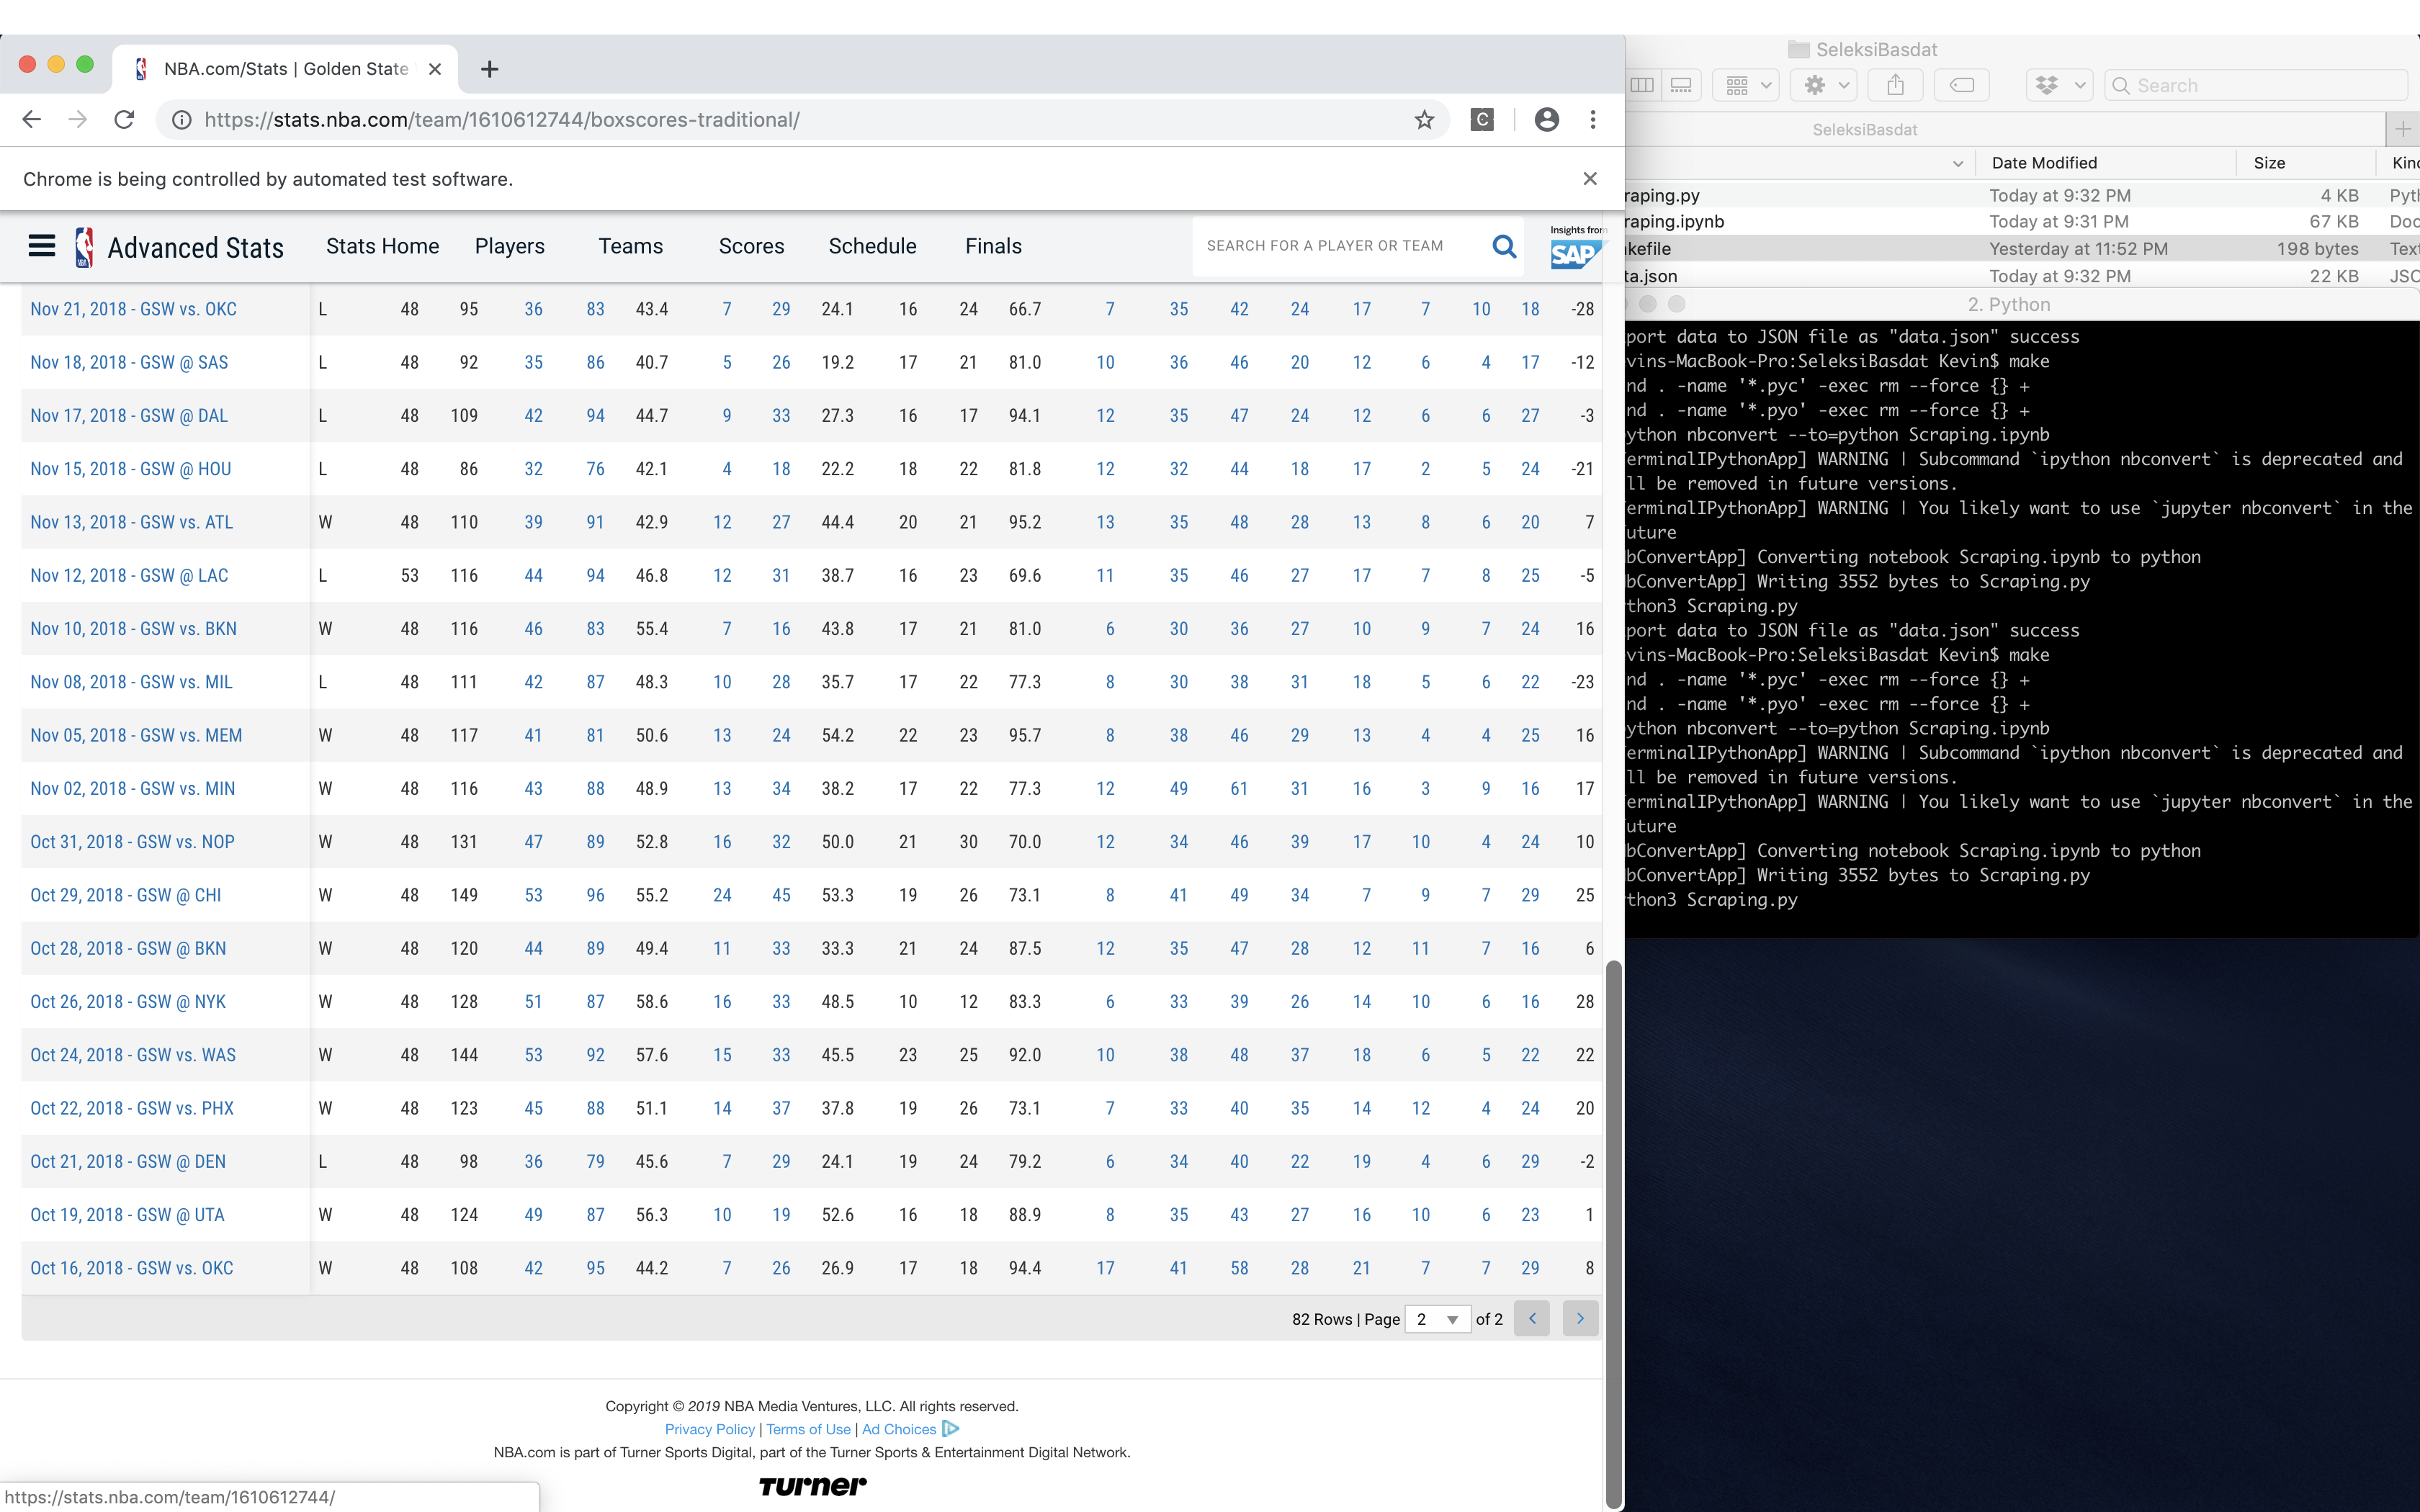 NBA.com/Stats | Golden State
https://stats.nba.com/team/1610612744/boxscores-traditional/
C
Chrome is being controlled by automated test software.
Advanced Stats Stats Home Players Teams Scores Schedule Finals SEARCH FOR A PLAYER OR TEAM Insights from SAP
Nov 21, 2018 - GSW vs. OKC L 48 95 36 83 43.4 7 29 24.1 16 24 66.7 7 35 42 24 17 7 10 18 -28
Nov 18, 2018 - GSW @ SAS L 48 92 35 86 40.7 5 26 19.2 17 21 81.0 10 36 46 20 12 6 4 17 -12
Nov 17, 2018 - GSW @ DAL L 48 109 42 94 44.7 9 33 27.3 16 17 94.1 12 35 47 24 12 6 6 27 -3
Nov 15, 2018 - GSW @ HOU L 48 86 32 76 42.1 4 18 22.2 18 22 81.8 12 32 44 18 17 2 5 24 -21
Nov 13, 2018 - GSW vs. ATL W 48 110 39 91 42.9 12 27 44.4 20 21 95.2 13 35 48 28 13 8 6 20 7
Nov 12, 2018 - GSW @ LAC L 53 116 44 94 46.8 12 31 38.7 16 23 69.6 11 35 46 27 17 7 8 25 -5
Nov 10, 2018 - GSW vs. BKN W 48 116 46 83 55.4 7 16 43.8 17 21 81.0 6 30 36 27 10 9 7 24 16
Nov 08, 2018 - GSW vs. MIL L 48 111 42 87 48.3 10 28 35.7 17 22 77.3 8 30 38 31 18 5 6 22 -23
Nov 05, 2018 - GSW vs. MEM W 48 117 41 81 50.6 13 24 54.2 22 23 95.7 8 38 46 29 13 4 4 25 16
Nov 02, 2018 - GSW vs. MIN W 48 116 43 88 48.9 13 34 38.2 17 22 77.3 12 49 61 31 16 3 9 16 17
Oct 31, 2018 - GSW vs. NOP W 48 131 47 89 52.8 16 32 50.0 21 30 70.0 12 34 46 39 17 10 4 24 10
Oct 29, 2018 - GSW @ CHI W 48 149 53 96 55.2 24 45 53.3 19 26 73.1 8 41 49 34 7 9 7 29 25
Oct 28, 2018 - GSW @ BKN W 48 120 44 89 49.4 11 33 33.3 21 24 87.5 12 35 47 28 12 11 7 16 6
Oct 26, 2018 - GSW @ NYK W 48 128 51 87 58.6 16 33 48.5 10 12 83.3 6 33 39 26 14 10 6 16 28
Oct 24, 2018 - GSW vs. WAS W 48 144 53 92 57.6 15 33 45.5 23 25 92.0 10 38 48 37 18 6 5 22 22
Oct 22, 2018 - GSW vs. PHX W 48 123 45 88 51.1 14 37 37.8 19 26 73.1 7 33 40 35 14 12 4 24 20
Oct 21, 2018 - GSW @ DEN L 48 98 36 79 45.6 7 29 24.1 19 24 79.2 6 34 40 22 19 4 6 29 -2
Oct 19, 2018 - GSW @ UTA W 48 124 49 87 56.3 10 19 52.6 16 18 88.9 8 35 43 27 16 10 6 23 1
Oct 16, 2018 - GSW vs. OKC W 48 108 42 95 44.2 7 26 26.9 17 18 94.4 17 41 58 28 21 7 7 29 8
82 Rows | Page 2 of 2
Copyright © 2019 NBA Media Ventures, LLC. All rights reserved.
Privacy Policy | Terms of Use | Ad Choices
NBA.com is part of Turner Sports Digital, part of the Turner Sports & Entertainment Digital Network.
turner
https://stats.nba.com/team/1610612744/
SeleksiBasdat
Search
SeleksiBasdat
Date Modified Size Kin
raping.py Today at 9:32 PM 4 KB Pyt
raping.ipynb Today at 9:31 PM 67 KB Doc
kefile Yesterday at 11:52 PM 198 bytes Text
ta.json Today at 9:32 PM 22 KB JSO
2. Python
port data to JSON file as "data.json" success
vins-MacBook-Pro:SeleksiBasdat Kevin$ make
nd . -name '*.pyc' -exec rm --force {} +
nd . -name '*.pyo' -exec rm --force {} +
ython nbconvert --to=python Scraping.ipynb
erminalIPythonApp] WARNING | Subcommand `ipython nbconvert` is deprecated and
ll be removed in future versions.
erminalIPythonApp] WARNING | You likely want to use `jupyter nbconvert` in the
uture
bConvertApp] Converting notebook Scraping.ipynb to python
bConvertApp] Writing 3552 bytes to Scraping.py
thon3 Scraping.py
port data to JSON file as "data.json" success
vins-MacBook-Pro:SeleksiBasdat Kevin$ make
nd . -name '*.pyc' -exec rm --force {} +
nd . -name '*.pyo' -exec rm --force {} +
ython nbconvert --to=python Scraping.ipynb
erminalIPythonApp] WARNING | Subcommand `ipython nbconvert` is deprecated and
ll be removed in future versions.
erminalIPythonApp] WARNING | You likely want to use `jupyter nbconvert` in the
uture
bConvertApp] Converting notebook Scraping.ipynb to python
bConvertApp] Writing 3552 bytes to Scraping.py
thon3 Scraping.py